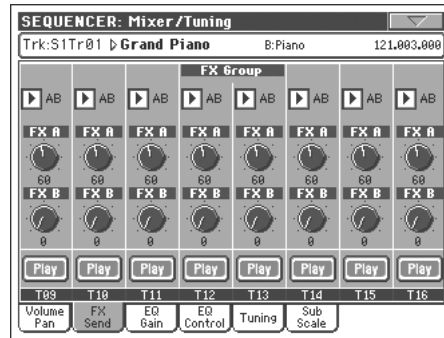 SEQUENCER: Mixer/Tuning
Trk:S1Tr01 Grand Piano B:Piano 121.003.000
FX Group
AB AB AB AB AB AB AB AB
FX A FX A FX A FX A FX A FX A FX A FX A
60 60 60 60 60 60 60 60
FX B FX B FX B FX B FX B FX B FX B FX B
0 0 0 0 0 0 0 0
Play Play Play Play Play Play Play Play
T09 T10 T11 T12 T13 T14 T15 T16
Volume Pan FX Send EQ Gain EQ Control Tuning Sub Scale